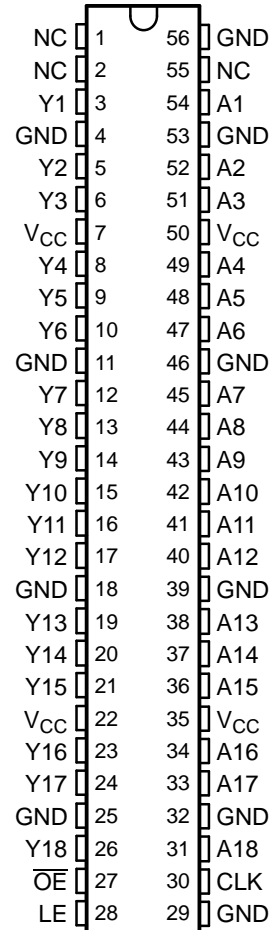 NC 1 56 GND
NC 2 55 NC
Y1 3 54 A1
GND 4 53 GND
Y2 5 52 A2
Y3 6 51 A3
VCC 7 50 VCC
Y4 8 49 A4
Y5 9 48 A5
Y6 10 47 A6
GND 11 46 GND
Y7 12 45 A7
Y8 13 44 A8
Y9 14 43 A9
Y10 15 42 A10
Y11 16 41 A11
Y12 17 40 A12
GND 18 39 GND
Y13 19 38 A13
Y14 20 37 A14
Y15 21 36 A15
VCC 22 35 VCC
Y16 23 34 A16
Y17 24 33 A17
GND 25 32 GND
Y18 26 31 A18
O̅E̅ 27 30 CLK
LE 28 29 GND